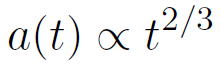 a(t) ∝ t^{2/3}